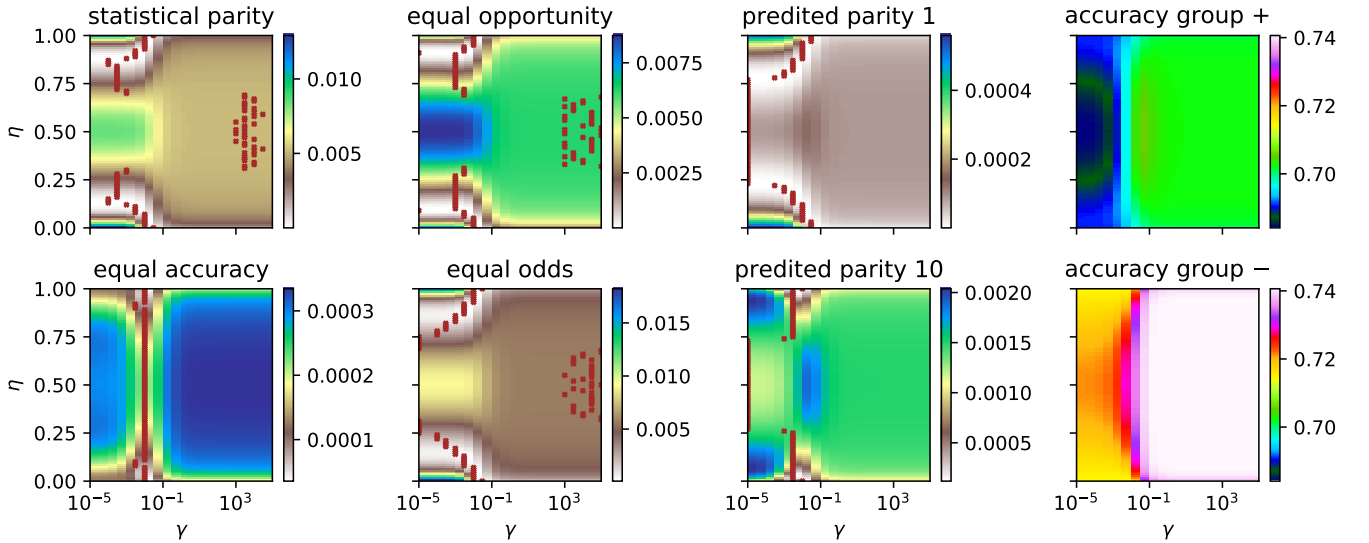 statistical parity
equal opportunity
predited parity 1
accuracy group +
1.00
0.75
0.50
0.25
0.00
η
0.010
0.005
0.0075
0.0050
0.0025
0.0004
0.0002
0.74
0.72
0.70
10⁻⁵ 10⁻¹ 10³
equal accuracy
equal odds
predited parity 10
accuracy group −
1.00
0.75
0.50
0.25
0.00
η
0.0003
0.0002
0.0001
0.015
0.010
0.005
0.0020
0.0015
0.0010
0.0005
0.74
0.72
0.70
10⁻⁵ 10⁻¹ 10³
10⁻⁵ 10⁻¹ 10³
10⁻⁵ 10⁻¹ 10³
10⁻⁵ 10⁻¹ 10³
γ
γ
γ
γ